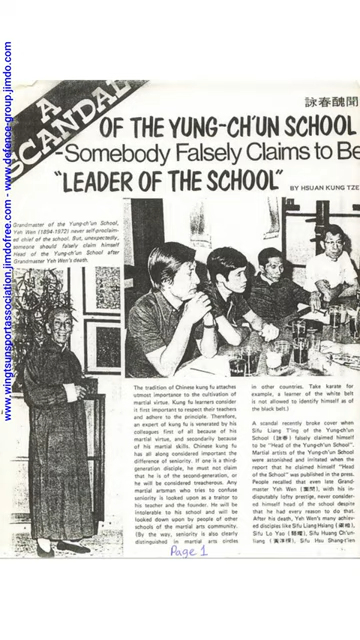 www.wingtsunsportassociation.jimdofree.com - www.defence-group.jimdo.com
A
SCANDAL
詠春醜聞
OF THE YUNG-CH'UN SCHOOL
-Somebody Falsely Claims to Be
"LEADER OF THE SCHOOL"
BY HSUAN KUNG TZE
Grandmaster of the Yung-ch'un School,
Yeh Wen (1894-1972) never self-proclaim-
ed chief of the school. But, unexpectedly,
someone should falsely claim himself
Head of the Yung-ch'un School after
Grandmaster Yeh Wen's death.
The tradition of Chinese kung fu attaches
utmost importance to the cultivation of
martial virtue. Kung fu learners consider
it first important to respect their teachers
and adhere to the principle. Therefore,
an expert of kung fu is venerated by his
colleagues first of all because of his
martial virtue, and secondarily because
of his martial skills. Chinese kung fu
has all along considered important the
difference of seniority. If one is a third-
generation disciple, he must not claim
that he is of the second-generation, or
he will be considered treacherous. Any
martial artsman who tries to confuse
seniority is looked upon as a traitor to
his teacher and the founder. He will be
intolerable to his school and will be
looked down upon by people of other
schools of the martial arts community.
(By the way, seniority is also clearly
distinguished in martial arts circles
in other countries. Take karate for
example, a learner of the white belt
is not allowed to identify himself as of
the black belt.)
A scandal recently broke cover when
Sifu Liang T'ing of the Yung-ch'un
School (詠春) falsely claimed himself
to be "Head of the Yung-ch'un School".
Martial artists of the Yung-ch'un School
were astonished and irritated when the
report that he claimed himself "Head
of the School" was published in the press.
People recalled that even late Grand-
master Yeh Wen (葉問), with his in-
disputably lofty prestige, never consider-
ed himself head of the school despite
that he had every reason to do that.
After his death, Yeh Wen's many achiev-
ed disciples like Sifu Liang Hsiang (梁相),
Sifu Lo Yao (駱耀), Sifu Huang Ch'un-
liang (黃淳樑), Sifu Hsu Shang-t'ien
Page 1